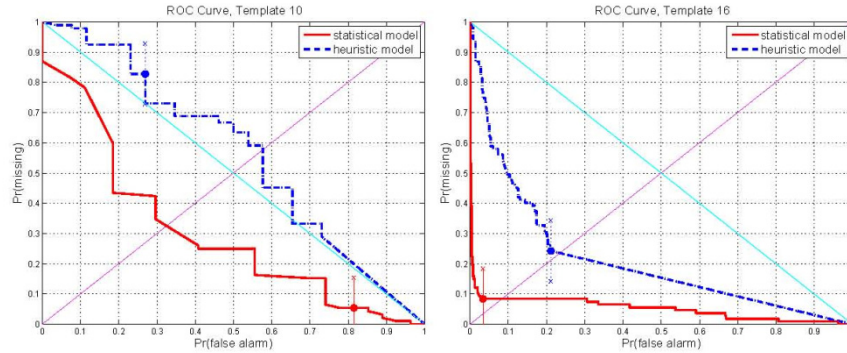 ROC Curve, Template 10
statistical model
heuristic model
1
0.9
0.8
0.7
0.6
0.5
0.4
0.3
0.2
0.1
0
Pr(missing)
0 0.1 0.2 0.3 0.4 0.5 0.6 0.7 0.8 0.9 1
Pr(false alarm)
ROC Curve, Template 16
statistical model
heuristic model
1
0.9
0.8
0.7
0.6
0.5
0.4
0.3
0.2
0.1
0
Pr(missing)
0 0.1 0.2 0.3 0.4 0.5 0.6 0.7 0.8 0.9
Pr(false alarm)